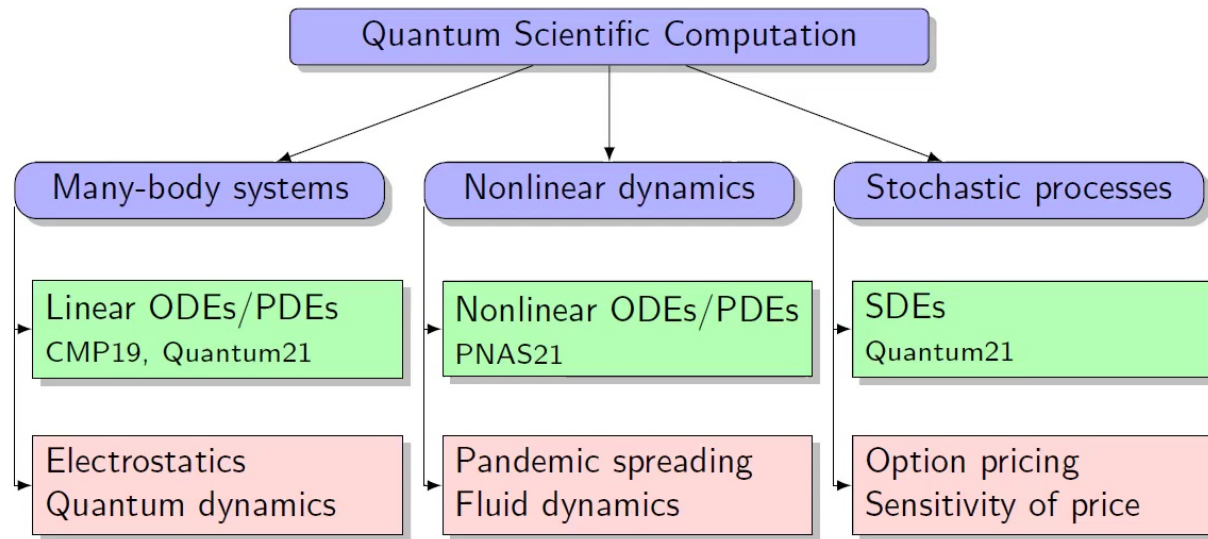 Quantum Scientific Computation
Many-body systems
Nonlinear dynamics
Stochastic processes
Linear ODEs/PDEs
CMP19, Quantum21
Nonlinear ODEs/PDEs
PNAS21
SDEs
Quantum21
Electrostatics
Quantum dynamics
Pandemic spreading
Fluid dynamics
Option pricing
Sensitivity of price